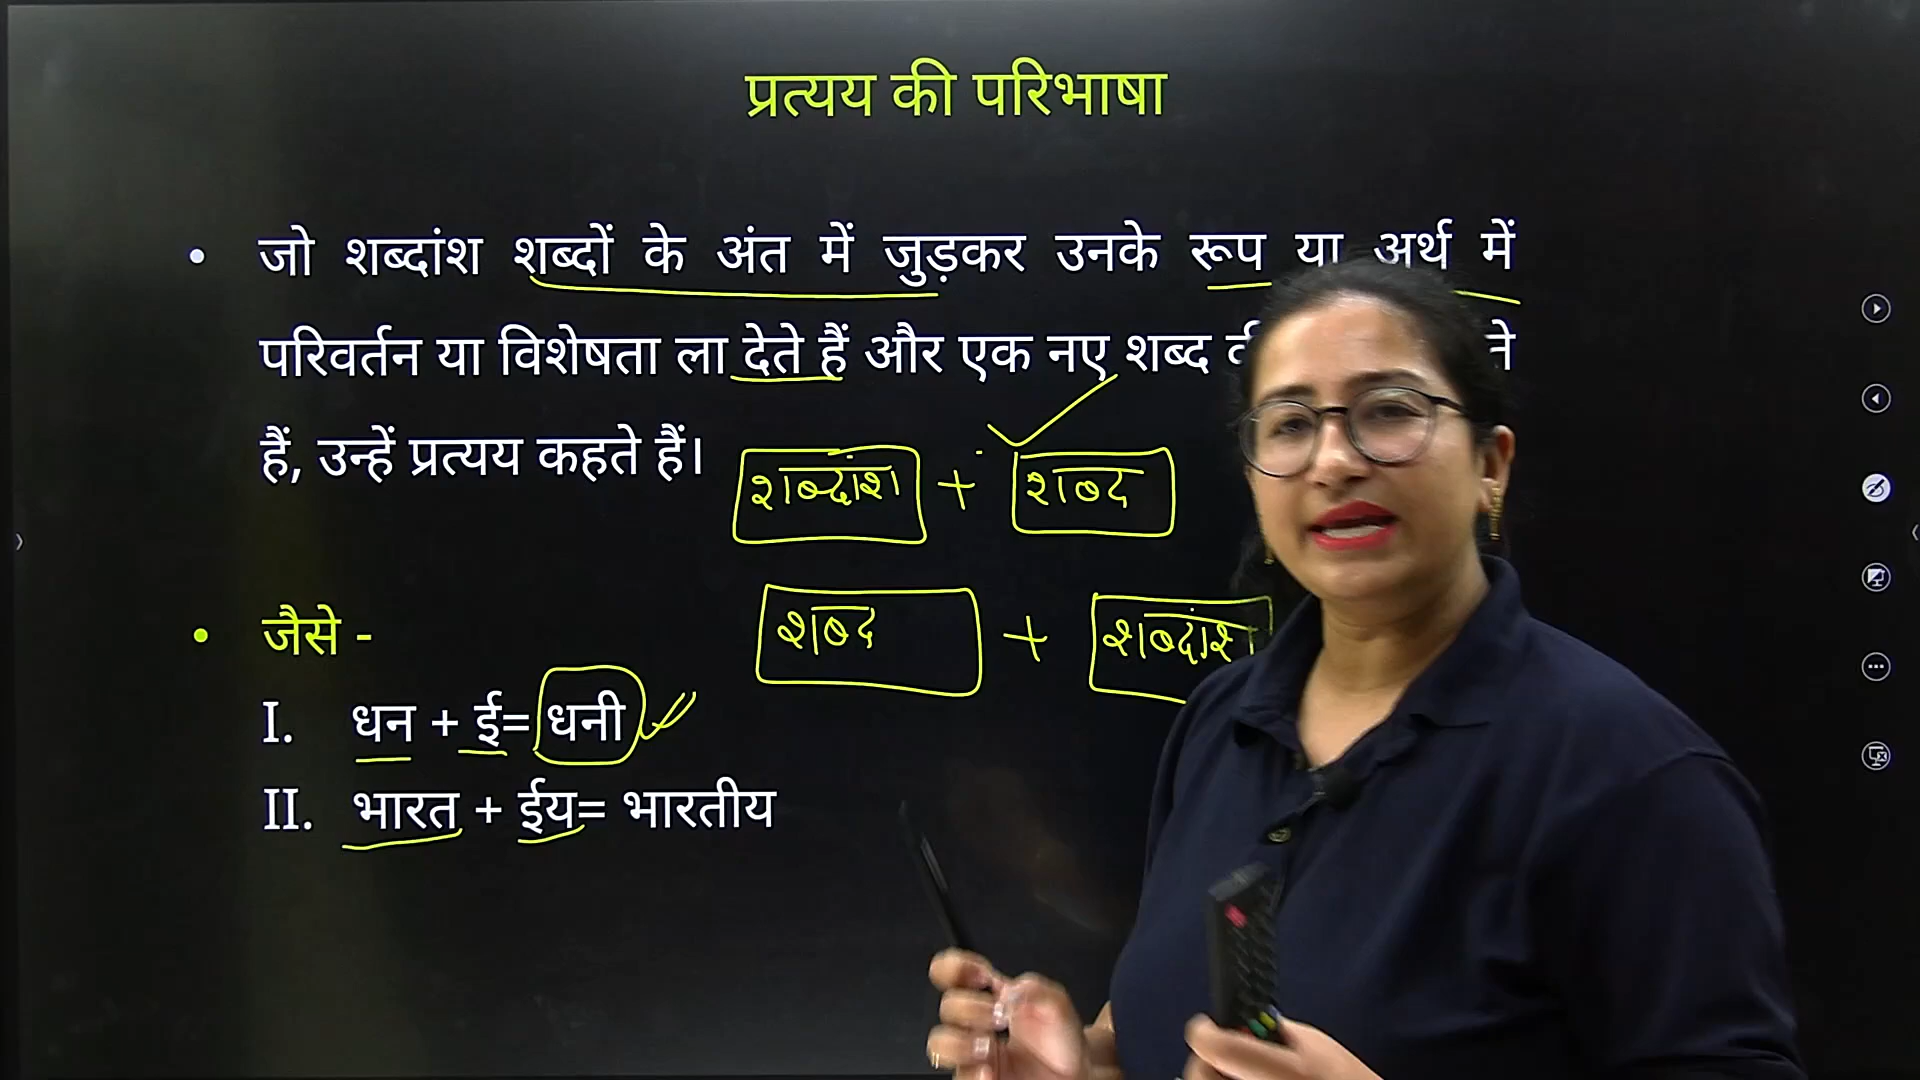 प्रत्यय की परिभाषा
• जो शब्दांश शब्दों के अंत में जुड़कर उनके रूप या अर्थ में
परिवर्तन या विशेषता ला देते हैं और एक नए शब्द
हैं, उन्हें प्रत्यय कहते हैं।
शब्दांश + शब्द
• जैसे -
शब्द + शब्दांश
I. धन + ई= धनी
II. भारत + ईय= भारतीय